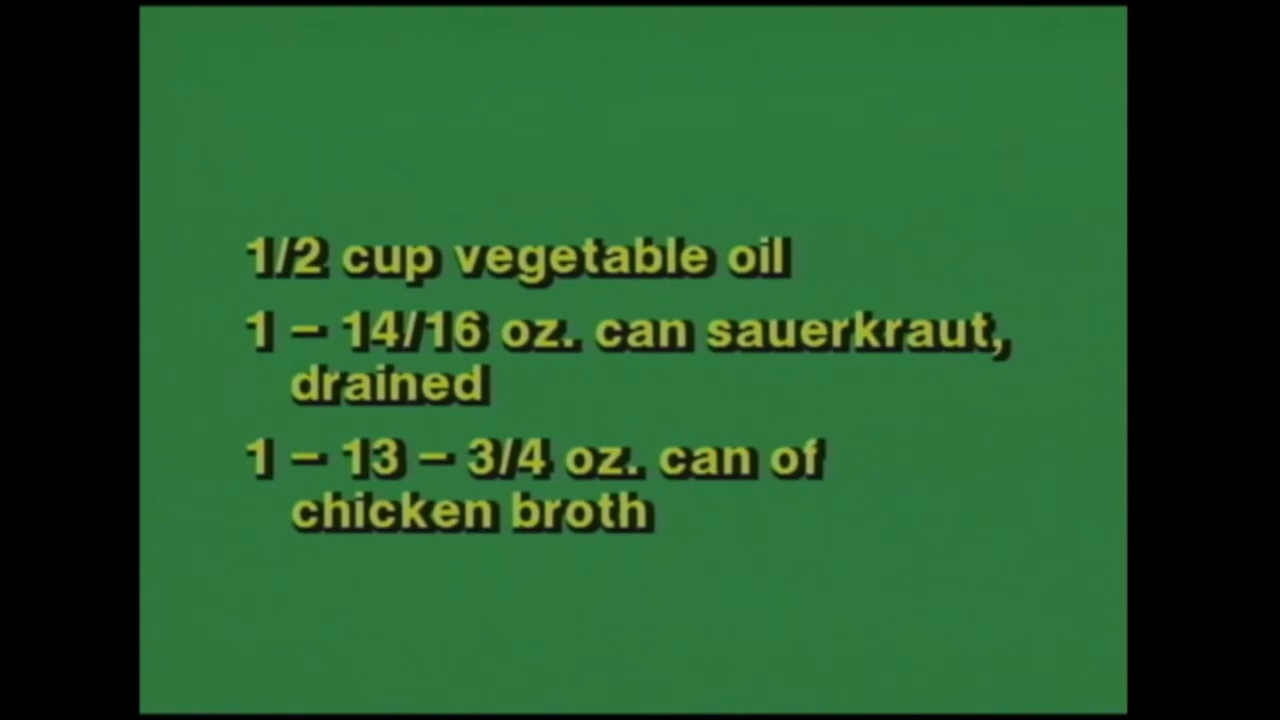 1/2 cup vegetable oil
1 – 14/16 oz. can sauerkraut,
drained
1 – 13 – 3/4 oz. can of
chicken broth